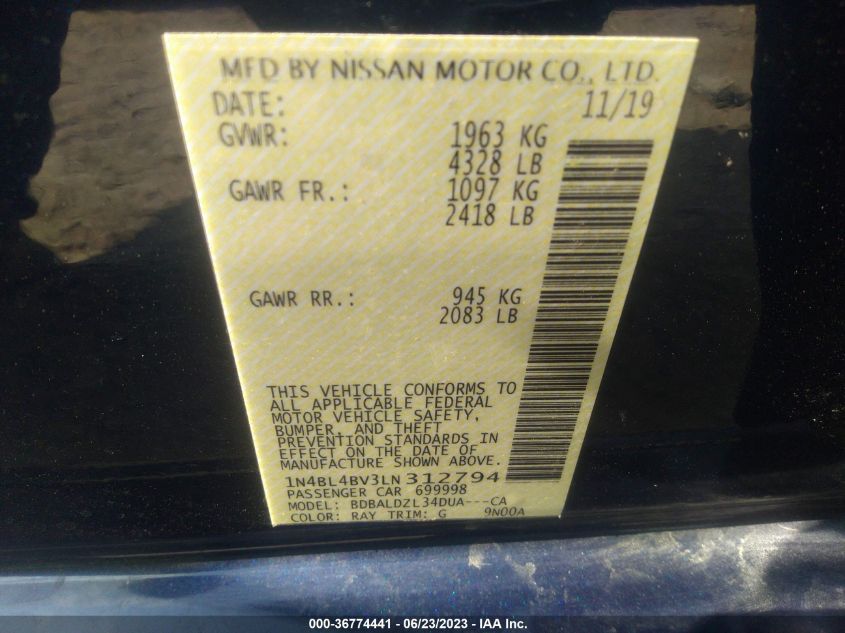 MFD BY NISSAN MOTOR CO., LTD.
DATE: 11/19
GVWR: 1963 KG
4328 LB
GAWR FR.: 1097 KG
2418 LB
GAWR RR.: 945 KG
2083 LB
THIS VEHICLE CONFORMS TO
ALL APPLICABLE FEDERAL
MOTOR VEHICLE SAFETY,
BUMPER, AND THEFT
PREVENTION STANDARDS IN
EFFECT ON THE DATE OF
MANUFACTURE SHOWN ABOVE.
1N4BL4BV3LN312794
PASSENGER CAR 699998
MODEL: BDBALDZL34DUA---CA
COLOR: RAY TRIM: G 9N00A
000-36774441 - 06/23/2023 - IAA Inc.